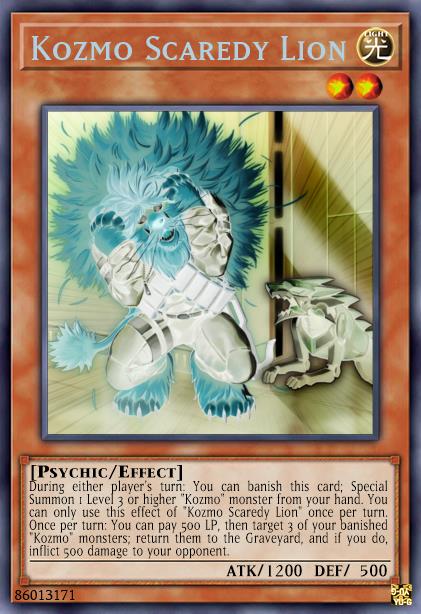 Kozmo Scaredy Lion
LIGHT
光
[Psychic/Effect]
During either player's turn: You can banish this card; Special
Summon 1 Level 3 or higher "Kozmo" monster from your hand. You
can only use this effect of "Kozmo Scaredy Lion" once per turn.
Once per turn: You can pay 500 LP, then target 3 of your banished
"Kozmo" monsters; return them to the Graveyard, and if you do,
inflict 500 damage to your opponent.
ATK/1200 DEF/ 500
86013171